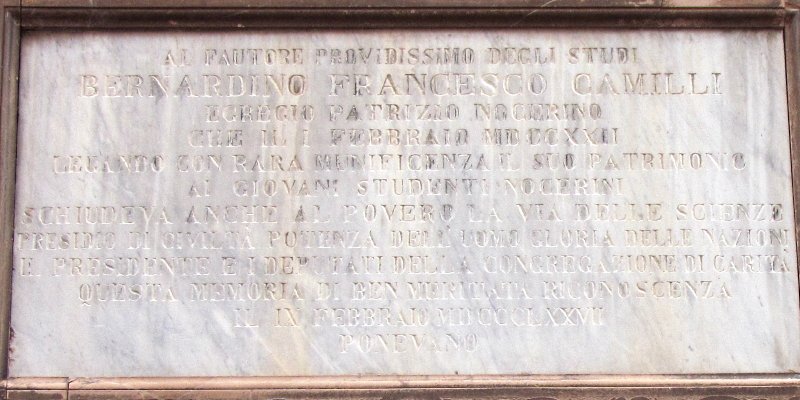 AL FAUTORE PROVIDISSIMO DEGLI STUDI
BERNARDINO FRANCESCO CAMILLI
EGREGIO PATRIZIO NOCERINO
CHE IL I FEBBRAIO MDCCXXII
LEGANDO CON RARA MUNIFICENZA IL SUO PATRIMONIO
AI GIOVANI STUDENTI NOCERINI
SCHIUDEVA ANCHE AL POVERO LA VIA DELLE SCIENZE
PRESIDIO DI CIVILTÀ POTENZA DELL'UOMO GLORIA DELLE NAZIONI
IL PRESIDENTE E I DEPUTATI DELLA CONGREGAZIONE DI CARITÀ
QUESTA MEMORIA DI BEN MERITATA RICONOSCENZA
IL IX FEBBRAIO MDCCCLXXVII
PONEVANO